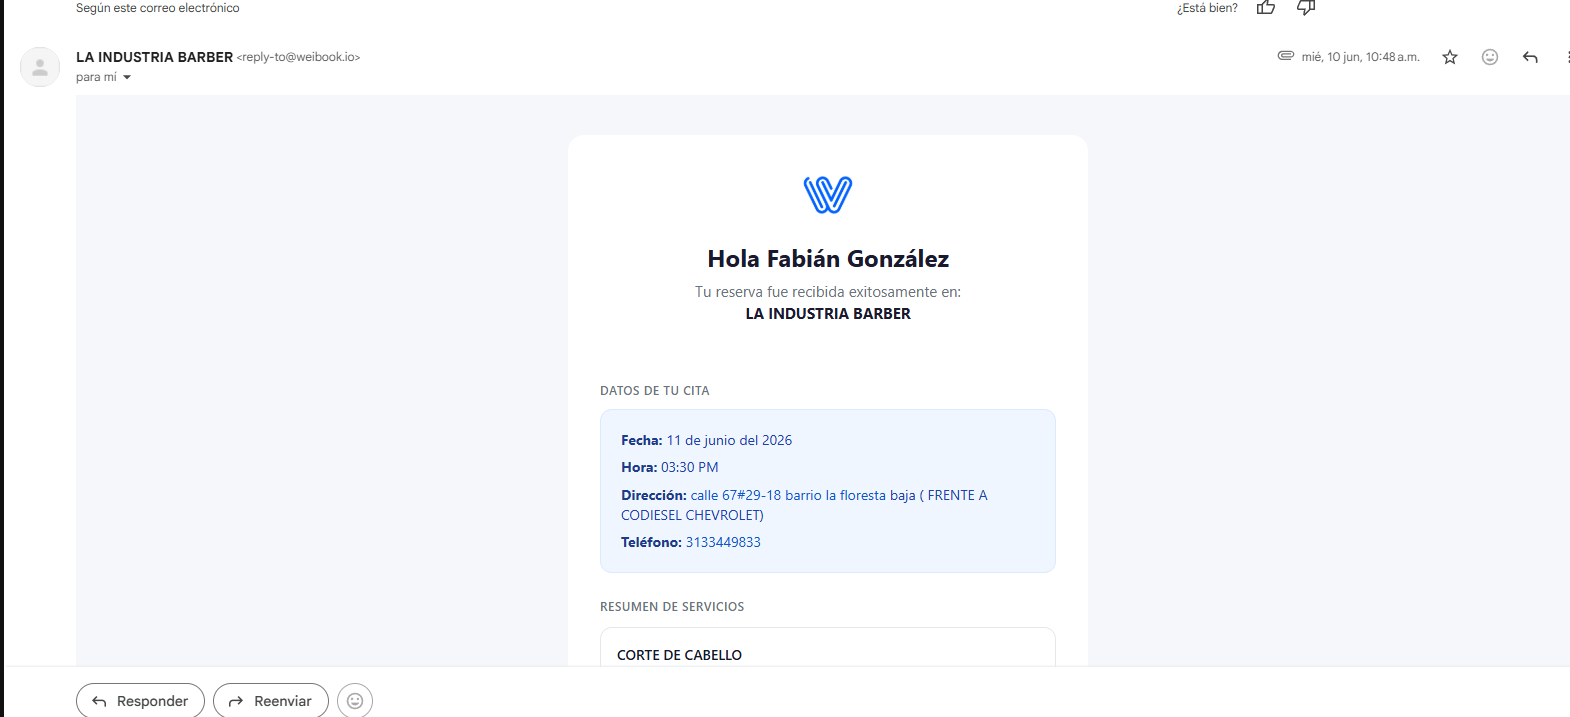 Según este correo electrónico
¿Está bien?
LA INDUSTRIA BARBER <reply-to@weibook.io>
mié, 10 jun, 10:48 a.m.
para mí
Hola Fabián González
Tu reserva fue recibida exitosamente en:
LA INDUSTRIA BARBER
DATOS DE TU CITA
Fecha: 11 de junio del 2026
Hora: 03:30 PM
Dirección: calle 67#29-18 barrio la floresta baja ( FRENTE A
CODIESEL CHEVROLET)
Teléfono: 3133449833
RESUMEN DE SERVICIOS
CORTE DE CABELLO
Responder
Reenviar